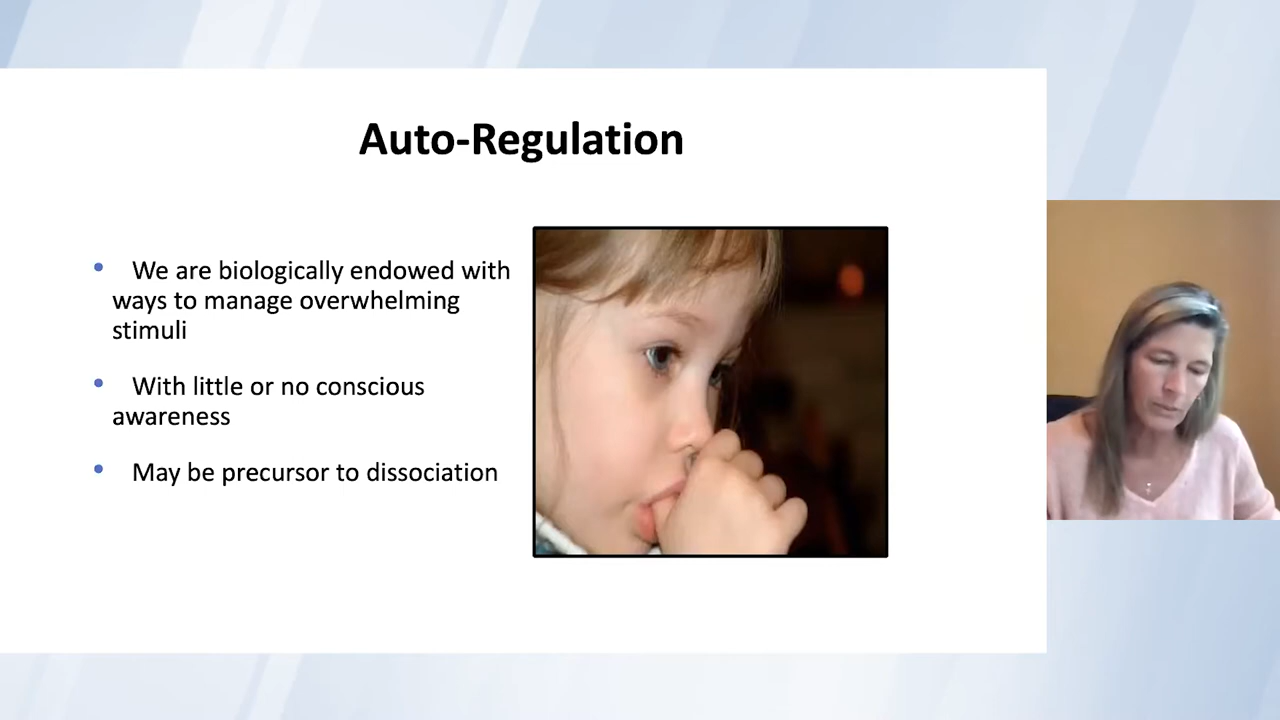 Auto-Regulation
• We are biologically endowed with
ways to manage overwhelming
stimuli
• With little or no conscious
awareness
• May be precursor to dissociation